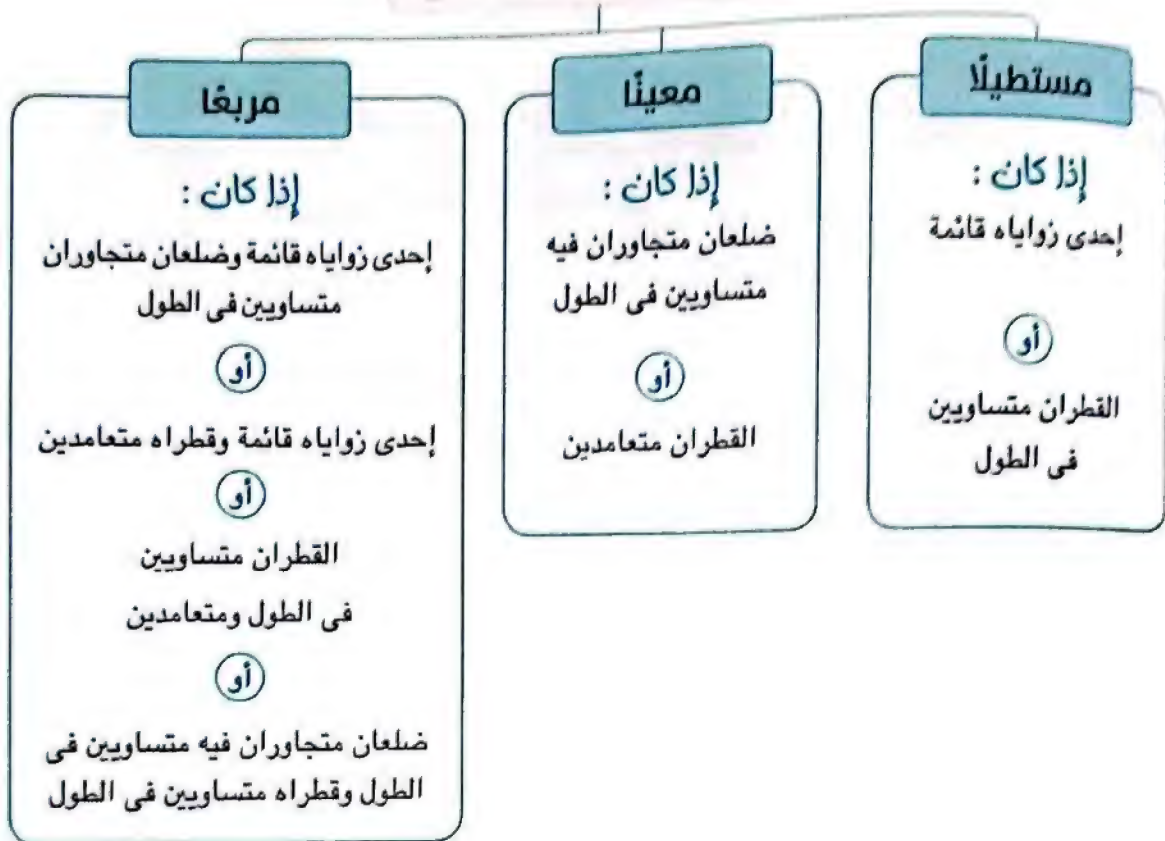 مستطيلًا
إذا كان :
إحدى زواياه قائمة
أو
القطران متساويين
فى الطول
معينًا
إذا كان :
ضلعان متجاوران فيه
متساويين فى الطول
أو
القطران متعامدين
مربعًا
إذا كان :
إحدى زواياه قائمة وضلعان متجاوران
متساويين فى الطول
أو
إحدى زواياه قائمة وقطراه متعامدين
أو
القطران متساويين
فى الطول ومتعامدين
أو
ضلعان متجاوران فيه متساويين فى
الطول وقطراه متساويين فى الطول